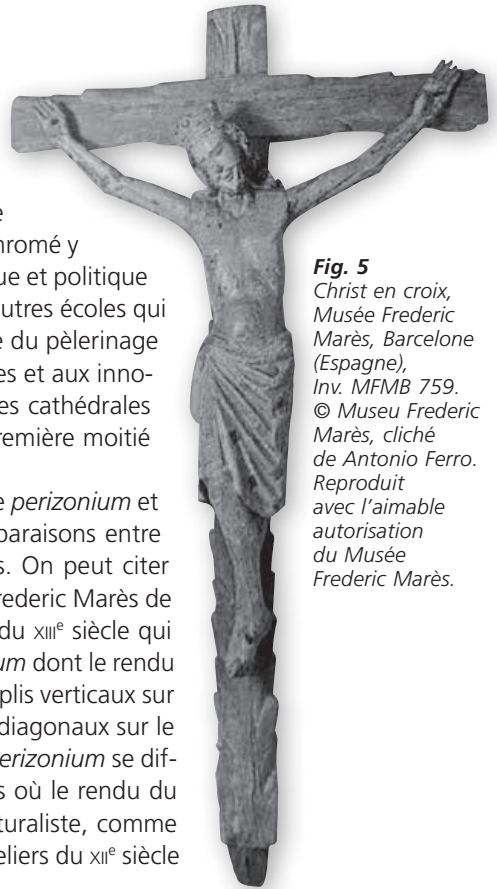 e
hromé y
ue et politique
utres écoles qui
e du pèlerinage
es et aux inno-
es cathédrales
remière moitié
e perizonium et
paraisons entre
s. On peut citer
rederic Marès de
du XIIIe siècle qui
um dont le rendu
plis verticaux sur
diagonaux sur le
erizonium se dif-
s où le rendu du
turaliste, comme
eliers du XIIe siècle
Fig. 5
Christ en croix,
Musée Frederic
Marès, Barcelone
(Espagne),
Inv. MFMB 759.
© Museu Frederic
Marès, cliché
de Antonio Ferro.
Reproduit
avec l'aimable
autorisation
du Musée
Frederic Marès.